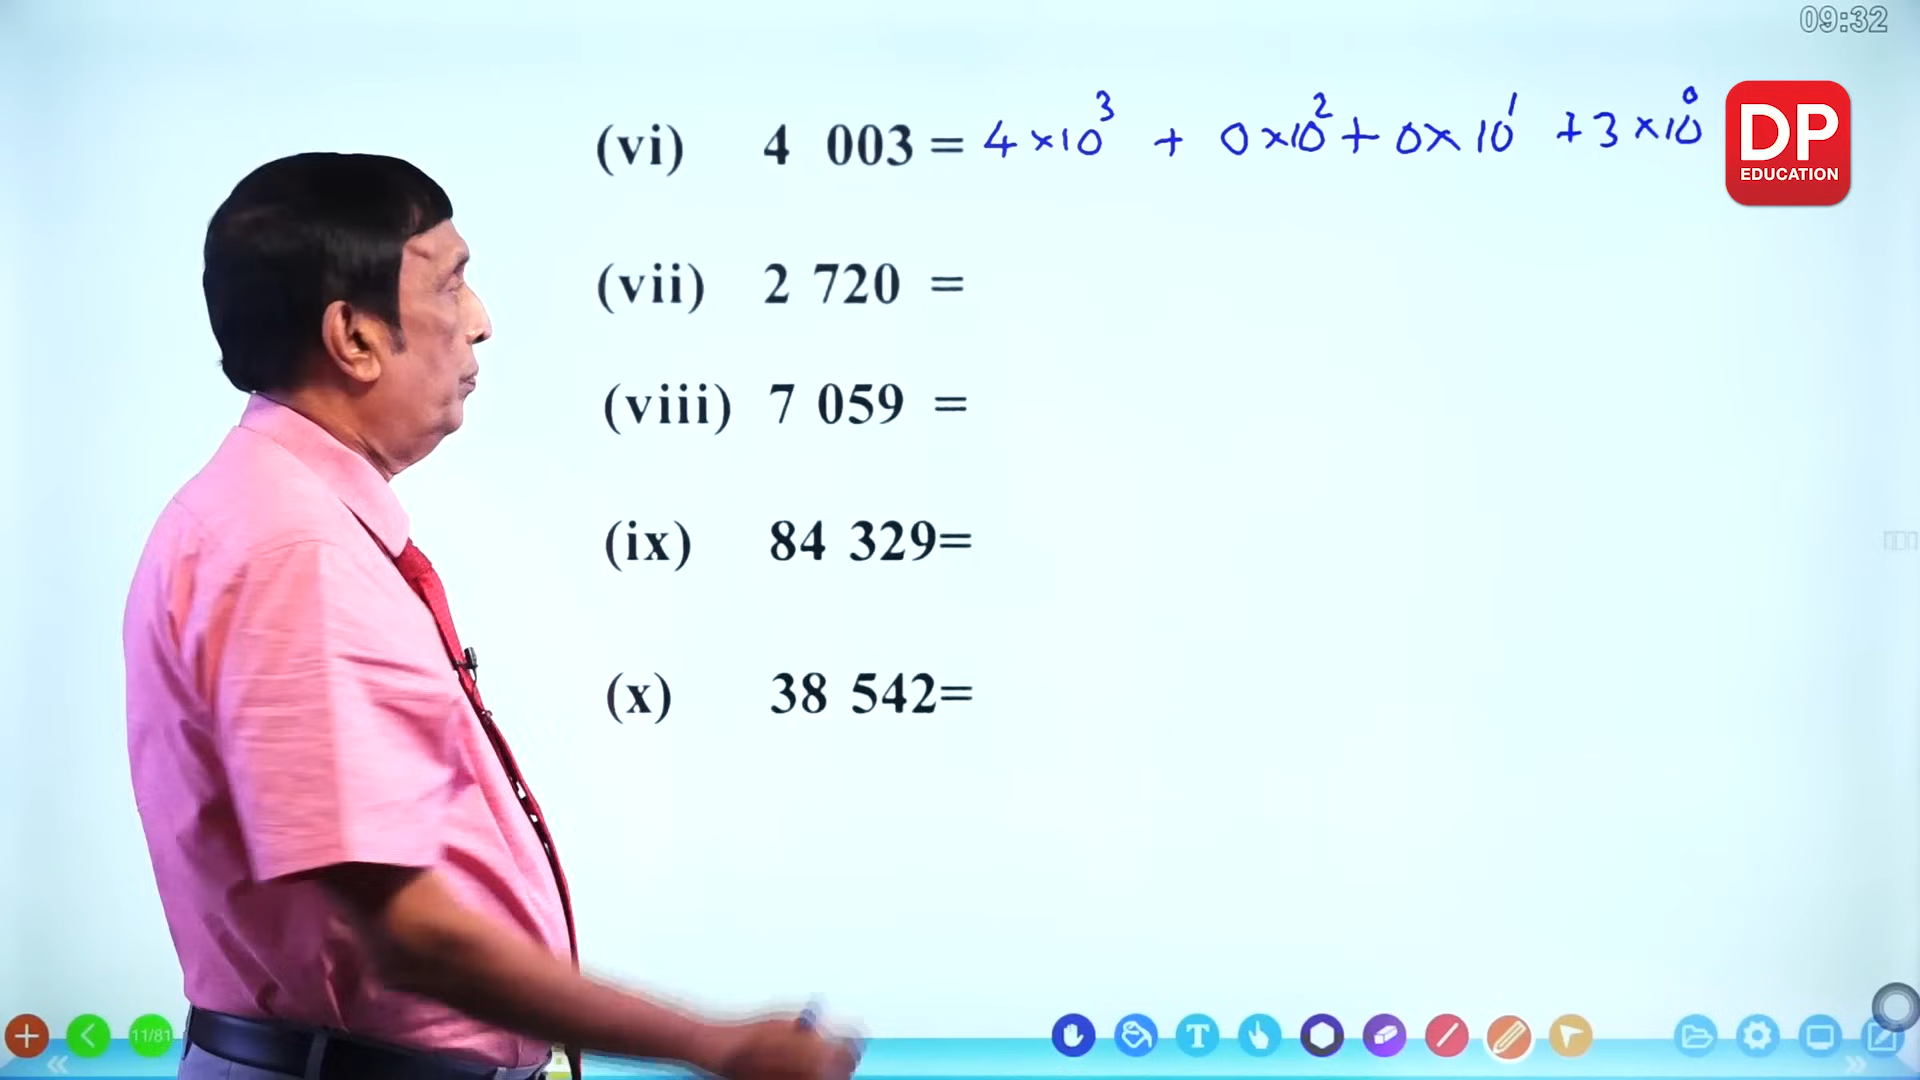 09:32
DP
EDUCATION
(vi) 4 003 = 4 × 10³ + 0 × 10² + 0 × 10¹ + 3 × 10⁰
(vii) 2 720 =
(viii) 7 059 =
(ix) 84 329=
(x) 38 542=
11/81
T